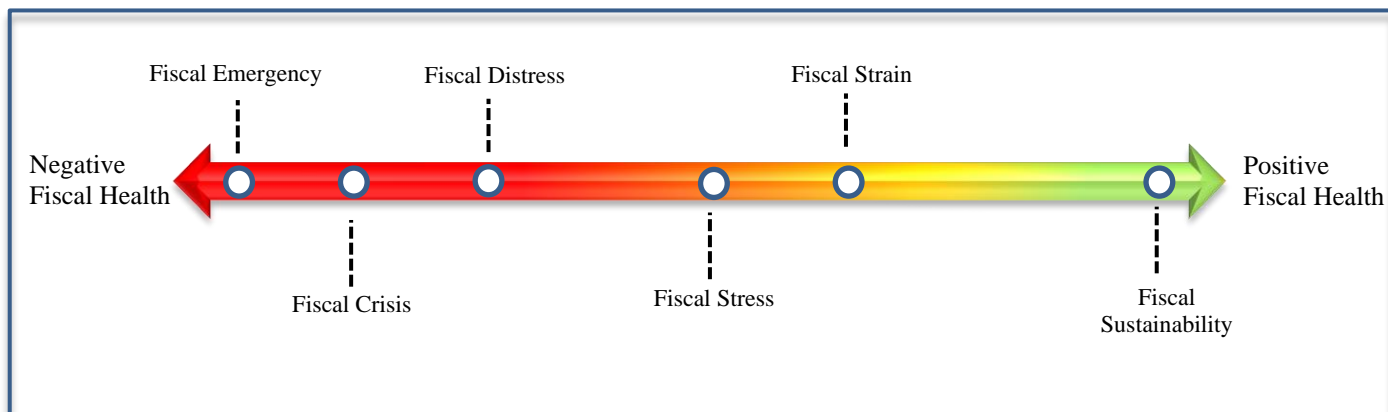 Fiscal Emergency
Fiscal Distress
Fiscal Strain
Negative
Fiscal Health
Positive
Fiscal Health
Fiscal Crisis
Fiscal Stress
Fiscal
Sustainability